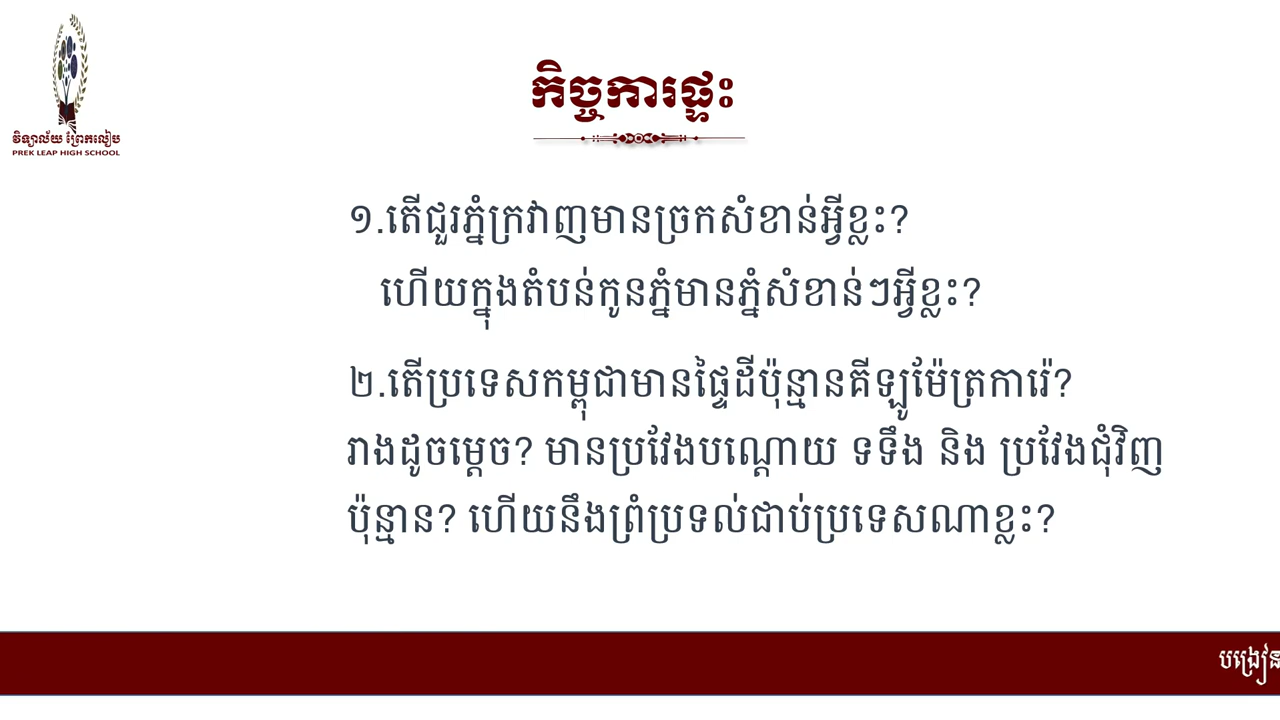 វិទ្យាល័យ ព្រែកលៀប
PREK LEAP HIGH SCHOOL
កិច្ចការផ្ទះ
១.តើជួរភ្នំក្រវាញមានច្រកសំខាន់អ្វីខ្លះ?
ហើយក្នុងតំបន់កូនភ្នំមានភ្នំសំខាន់ៗអ្វីខ្លះ?
២.តើប្រទេសកម្ពុជាមានផ្ទៃដីប៉ុន្មានគីឡូម៉ែត្រការ៉េ?
រាងដូចម្តេច? មានប្រវែងបណ្តោយ ទទឹង និង ប្រវែងជុំវិញ
ប៉ុន្មាន? ហើយនឹងព្រំប្រទល់ជាប់ប្រទេសណាខ្លះ?
បង្រៀន